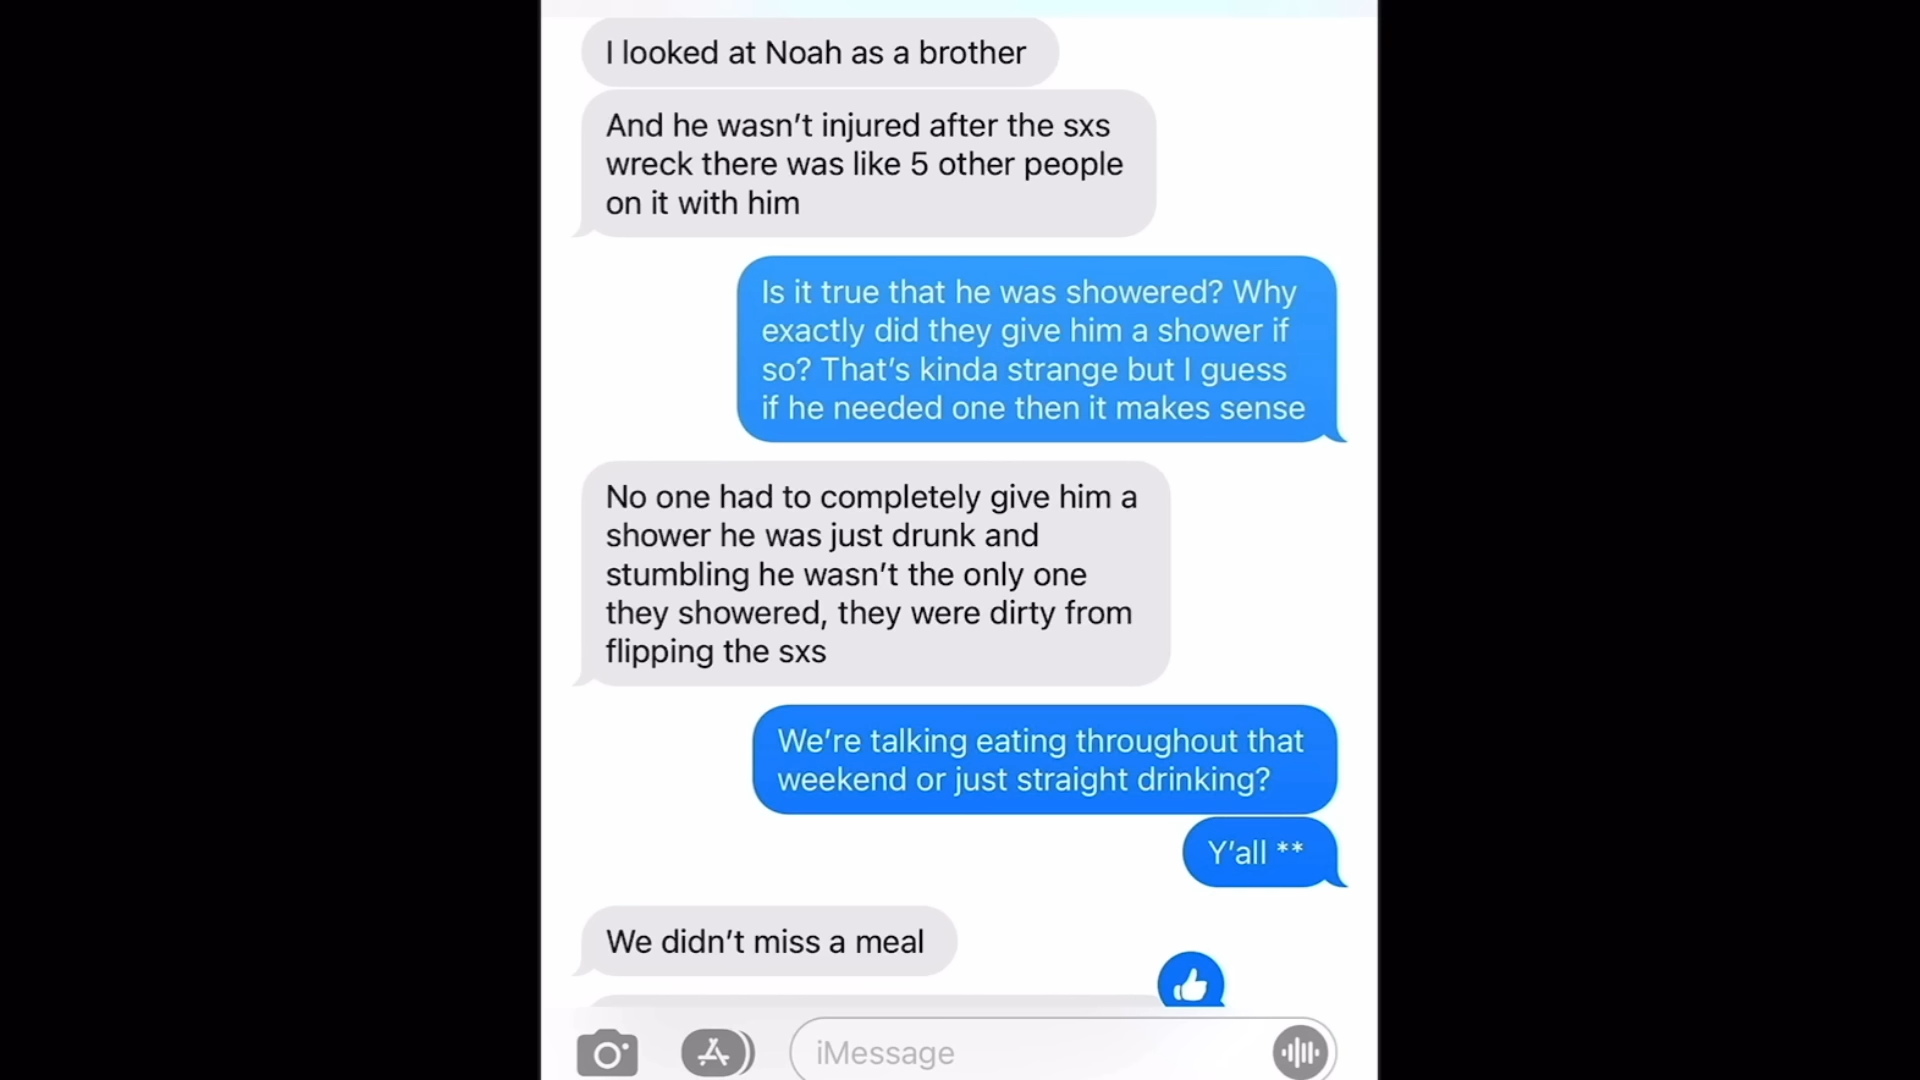 I looked at Noah as a brother
And he wasn’t injured after the sxs
wreck there was like 5 other people
on it with him
Is it true that he was showered? Why
exactly did they give him a shower if
so? That’s kinda strange but I guess
if he needed one then it makes sense
No one had to completely give him a
shower he was just drunk and
stumbling he wasn’t the only one
they showered, they were dirty from
flipping the sxs
We’re talking eating throughout that
weekend or just straight drinking?
Y’all **
We didn’t miss a meal
iMessage